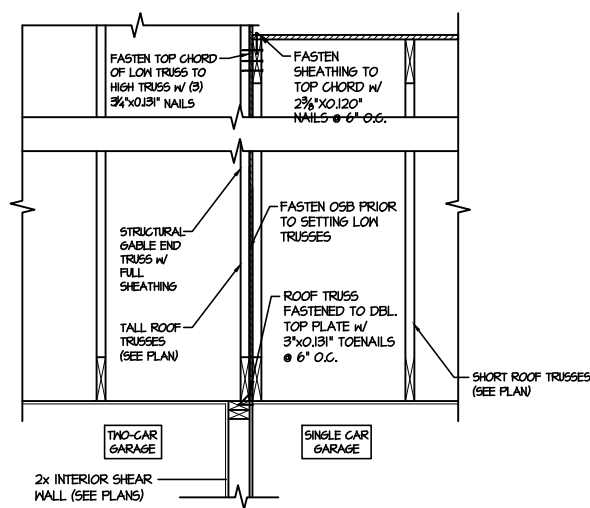 FASTEN TOP CHORD
OF LOW TRUSS TO
HIGH TRUSS W/ (3)
3¼"X0.131" NAILS
FASTEN
SHEATHING TO
TOP CHORD W/
2⅜"X0.120"
NAILS @ 6" O.C.
STRUCTURAL
GABLE END
TRUSS W/
FULL
SHEATHING
TALL ROOF
TRUSSES
(SEE PLAN)
FASTEN OSB PRIOR
TO SETTING LOW
TRUSSES
ROOF TRUSS
FASTENED TO DBL.
TOP PLATE W/
3"x0.131" TOENAILS
@ 6" O.C.
SHORT ROOF TRUSSES
(SEE PLAN)
TWO-CAR
GARAGE
SINGLE CAR
GARAGE
2x INTERIOR SHEAR
WALL (SEE PLANS)